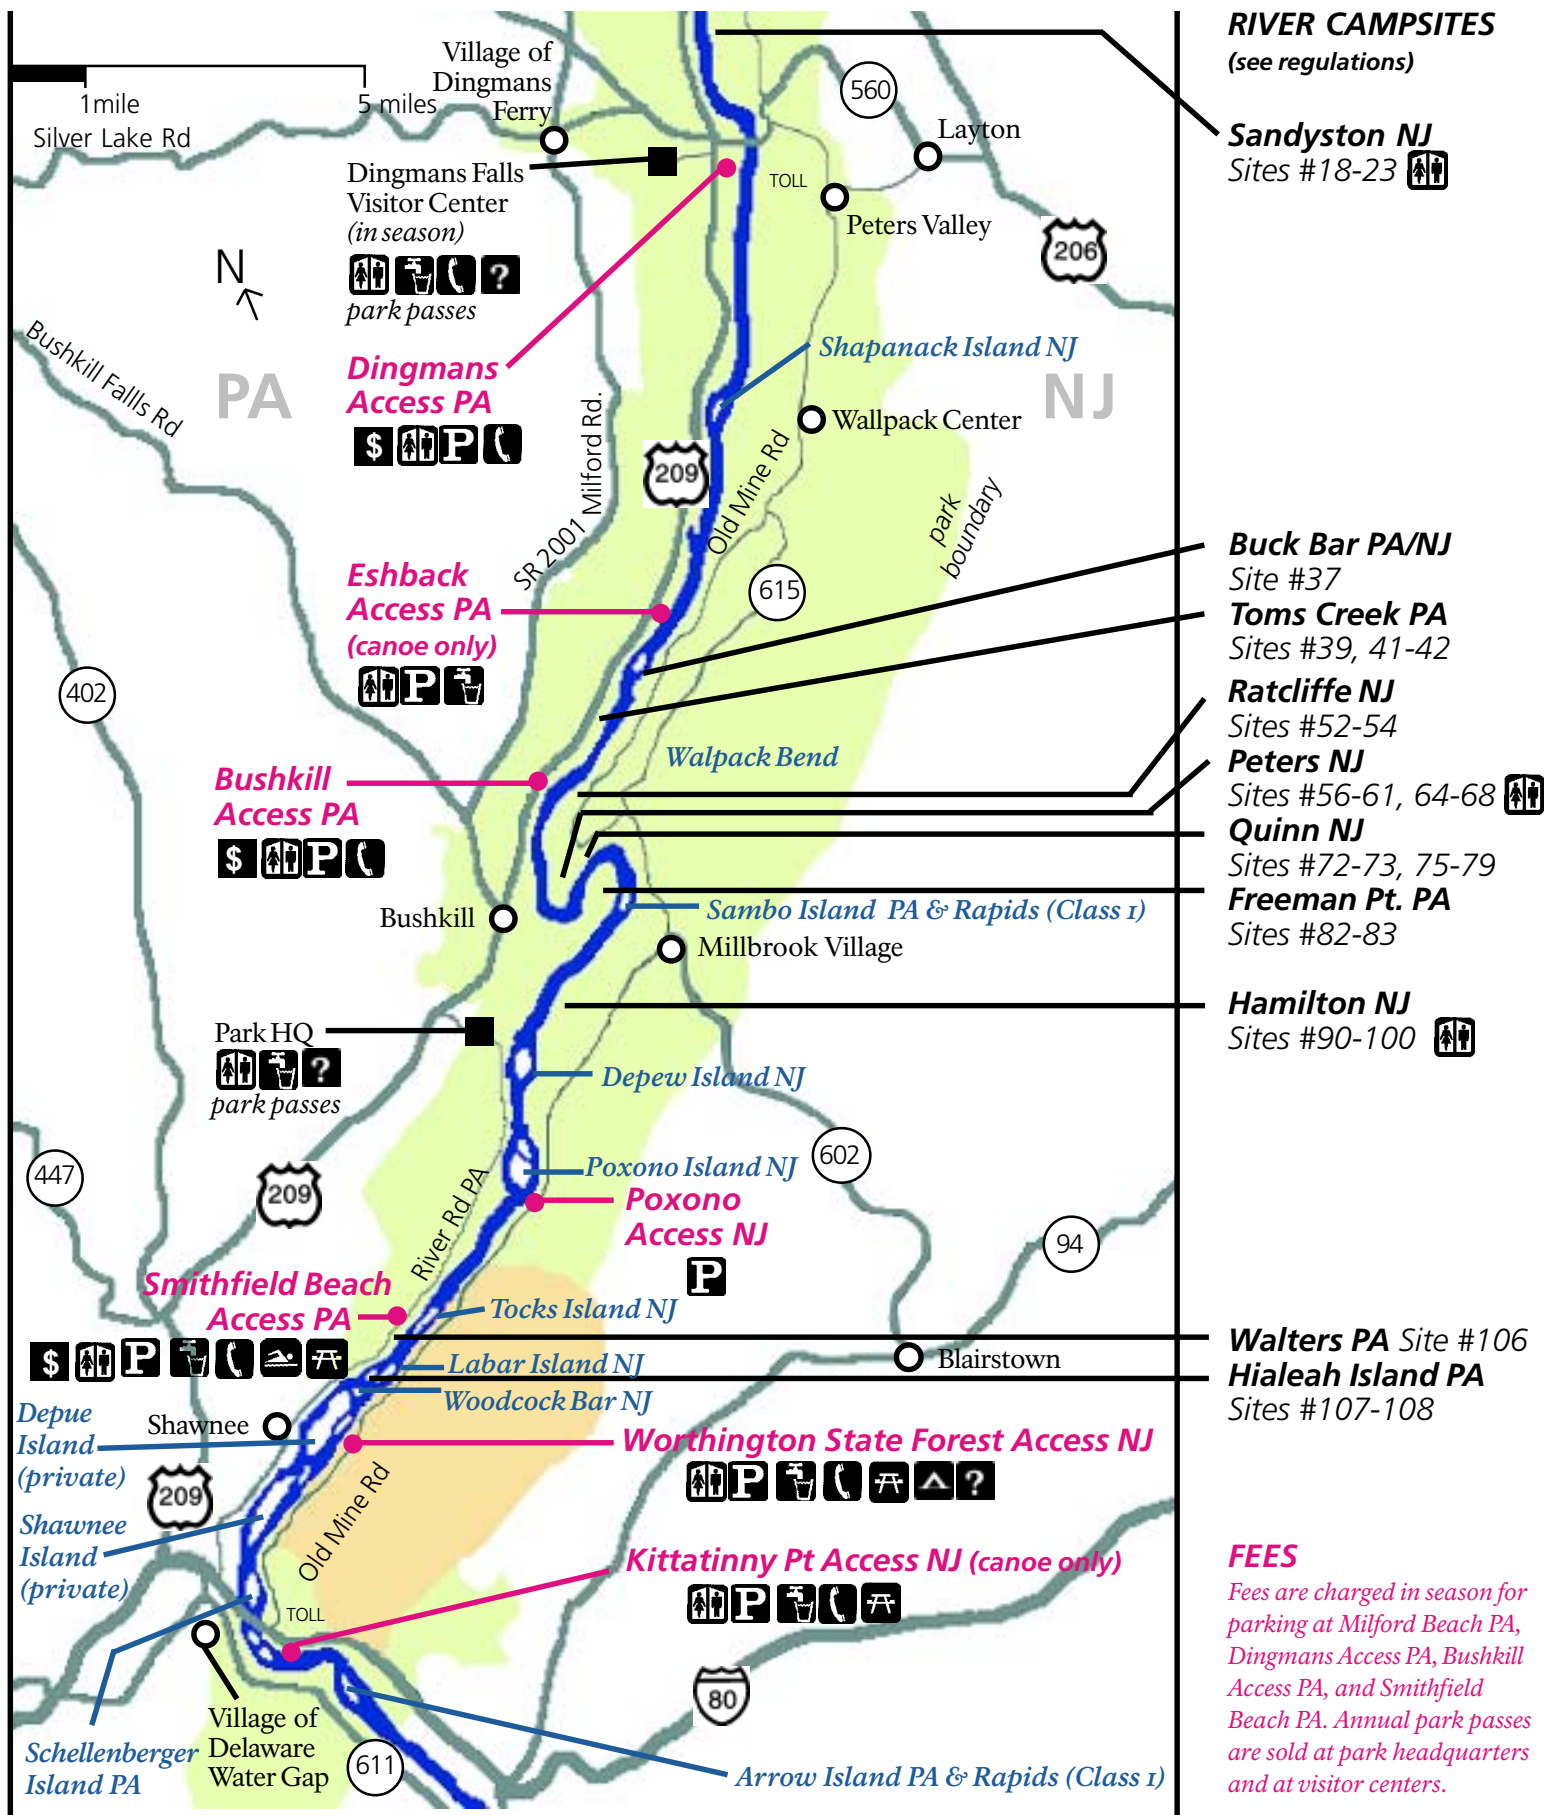 Village of
Dingmans
Ferry
1mile
5 miles
Silver Lake Rd
560
Layton
Dingmans Falls
Visitor Center
(in season)
?
park passes
TOLL
Peters Valley
206
N
Bushkill Fallls Rd
PA
NJ
Dingmans
Access PA
$ P
Shapanack Island NJ
Wallpack Center
209
Milford Rd.
SR 2001
Old Mine Rd
park
boundary
Eshback
Access PA
(canoe only)
P
615
402
Walpack Bend
Bushkill
Access PA
$ P
Bushkill
Sambo Island PA & Rapids (Class 1)
Millbrook Village
Park HQ
?
park passes
Depew Island NJ
447
209
Poxono Island NJ
602
River Rd PA
Poxono
Access NJ
P
94
Smithfield Beach
Access PA
$ P
Tocks Island NJ
Labar Island NJ
Woodcock Bar NJ
Blairstown
Depue
Island
(private)
Shawnee
Worthington State Forest Access NJ
P ?
209
Old Mine Rd
Shawnee
Island
(private)
Kittatinny Pt Access NJ (canoe only)
P
TOLL
80
Village of
Delaware
Water Gap
Schellenberger
Island PA
611
Arrow Island PA & Rapids (Class 1)
RIVER CAMPSITES
(see regulations)
Sandyston NJ
Sites #18-23
Buck Bar PA/NJ
Site #37
Toms Creek PA
Sites #39, 41-42
Ratcliffe NJ
Sites #52-54
Peters NJ
Sites #56-61, 64-68
Quinn NJ
Sites #72-73, 75-79
Freeman Pt. PA
Sites #82-83
Hamilton NJ
Sites #90-100
Walters PA Site #106
Hialeah Island PA
Sites #107-108
FEES
Fees are charged in season for
parking at Milford Beach PA,
Dingmans Access PA, Bushkill
Access PA, and Smithfield
Beach PA. Annual park passes
are sold at park headquarters
and at visitor centers.